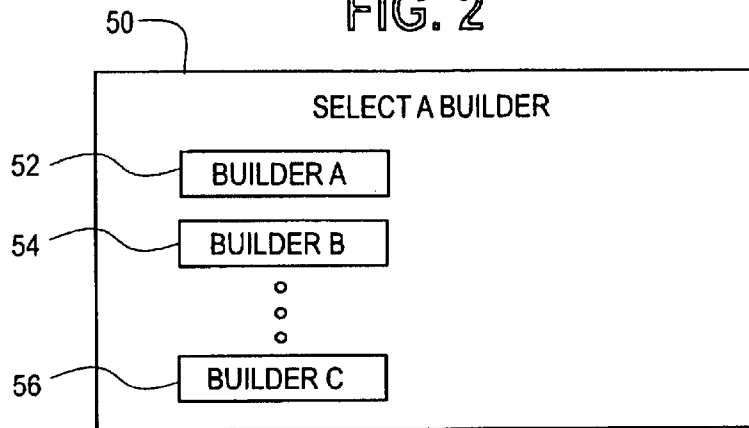 FIG. 2
50
SELECT A BUILDER
52
BUILDER A
54
BUILDER B
56
BUILDER C